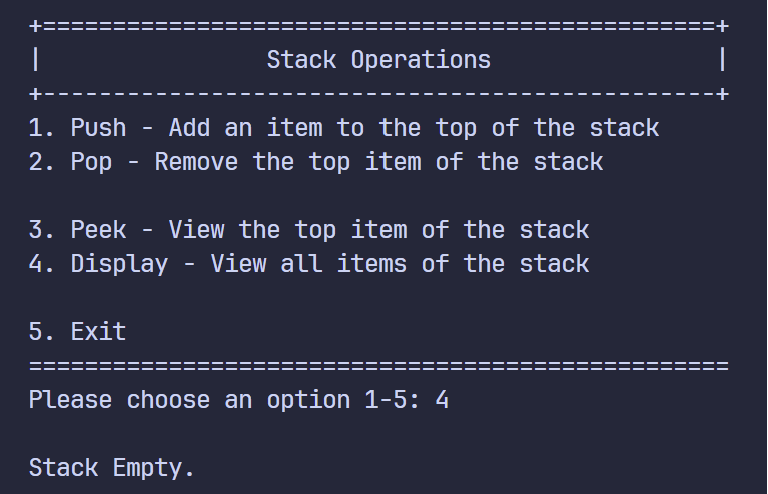 +================================================+
|                Stack Operations                |
+------------------------------------------------+
1. Push - Add an item to the top of the stack
2. Pop - Remove the top item of the stack

3. Peek - View the top item of the stack
4. Display - View all items of the stack

5. Exit
==================================================
Please choose an option 1-5: 4

Stack Empty.